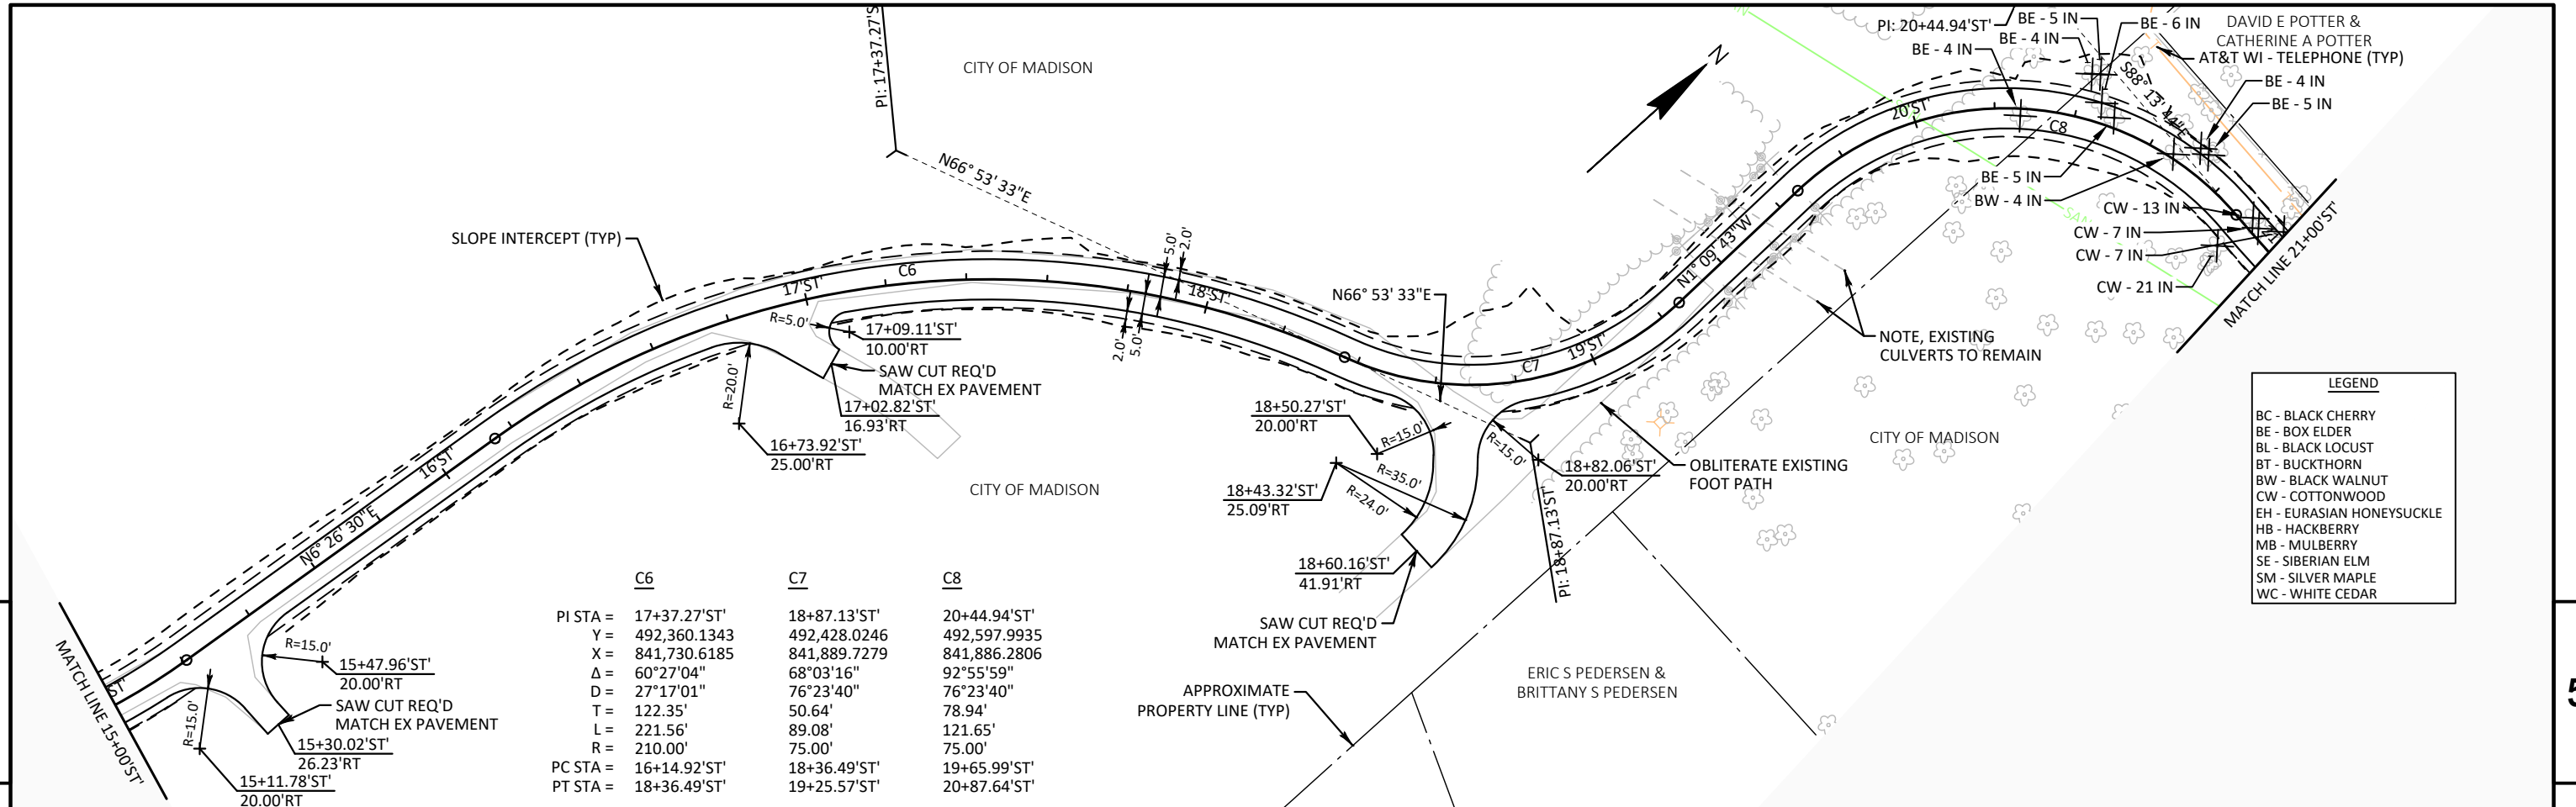 CITY OF MADISON
PI: 17+37.27'S
N66° 53' 33"E
SLOPE INTERCEPT (TYP)
C6
17'ST'
18'ST'
5.0'
2.0'
2.0'
5.0'
R=5.0'
17+09.11'ST'
10.00'RT
SAW CUT REQ'D
MATCH EX PAVEMENT
17+02.82'ST'
16.93'RT
R=20.0'
16+73.92'ST'
25.00'RT
16'ST'
N6° 26' 30"E
CITY OF MADISON
MATCH LINE 15+00'ST'
R=15.0'
15+47.96'ST'
20.00'RT
SAW CUT REQ'D
MATCH EX PAVEMENT
15+30.02'ST'
26.23'RT
R=15.0'
15+11.78'ST'
20.00'RT
C6 C7 C8
PI STA = 17+37.27'ST' 18+87.13'ST' 20+44.94'ST'
Y = 492,360.1343 492,428.0246 492,597.9935
X = 841,730.6185 841,889.7279 841,886.2806
Δ = 60°27'04" 68°03'16" 92°55'59"
D = 27°17'01" 76°23'40" 76°23'40"
T = 122.35' 50.64' 78.94'
L = 221.56' 89.08' 121.65'
R = 210.00' 75.00' 75.00'
PC STA = 16+14.92'ST' 18+36.49'ST' 19+65.99'ST'
PT STA = 18+36.49'ST' 19+25.57'ST' 20+87.64'ST'
N66° 53' 33"E
C7
19'ST'
18+50.27'ST'
20.00'RT
R=15.0'
R=15.0'
R=35.0'
R=24.0'
18+43.32'ST'
25.09'RT
18+82.06'ST'
20.00'RT
PI: 18+87.13'ST'
18+60.16'ST'
41.91'RT
SAW CUT REQ'D
MATCH EX PAVEMENT
OBLITERATE EXISTING
FOOT PATH
APPROXIMATE
PROPERTY LINE (TYP)
ERIC S PEDERSEN &
BRITTANY S PEDERSEN
CITY OF MADISON
N
N1° 09' 43"W
NOTE, EXISTING
CULVERTS TO REMAIN
PI: 20+44.94'ST'
BE - 5 IN
BE - 4 IN
BE - 4 IN
BE - 6 IN
DAVID E POTTER &
CATHERINE A POTTER
AT&T WI - TELEPHONE (TYP)
BE - 4 IN
BE - 5 IN
S88° 13' 44"E
20'ST'
C8
BE - 5 IN
BW - 4 IN
SAN
CW - 13 IN
CW - 7 IN
CW - 7 IN
CW - 21 IN
MATCH LINE 21+00'ST'
LEGEND
BC - BLACK CHERRY
BE - BOX ELDER
BL - BLACK LOCUST
BT - BUCKTHORN
BW - BLACK WALNUT
CW - COTTONWOOD
EH - EURASIAN HONEYSUCKLE
HB - HACKBERRY
MB - MULBERRY
SE - SIBERIAN ELM
SM - SILVER MAPLE
WC - WHITE CEDAR
5